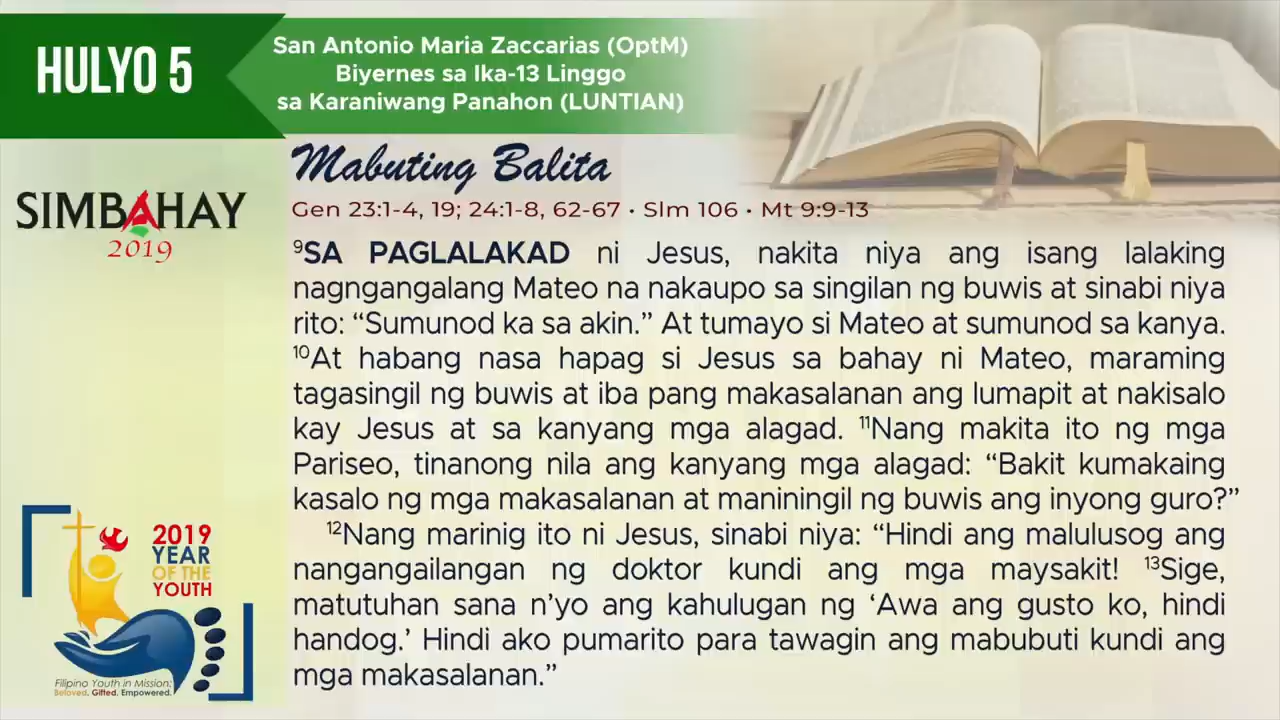 HULYO 5
San Antonio Maria Zaccarias (OptM)
Biyernes sa Ika-13 Linggo
sa Karaniwang Panahon (LUNTIAN)
Mabuting Balita
SIMBAHAY
2019
Gen 23:1-4, 19; 24:1-8, 62-67 • Slm 106 • Mt 9:9-13
⁹SA PAGLALAKAD ni Jesus, nakita niya ang isang lalaking
nagngangalang Mateo na nakaupo sa singilan ng buwis at sinabi niya
rito: “Sumunod ka sa akin.” At tumayo si Mateo at sumunod sa kanya.
¹⁰At habang nasa hapag si Jesus sa bahay ni Mateo, maraming
tagasingil ng buwis at iba pang makasalanan ang lumapit at nakisalo
kay Jesus at sa kanyang mga alagad. ¹¹Nang makita ito ng mga
Pariseo, tinanong nila ang kanyang mga alagad: “Bakit kumakaing
kasalo ng mga makasalanan at maniningil ng buwis ang inyong guro?”
¹²Nang marinig ito ni Jesus, sinabi niya: “Hindi ang malulusog ang
nangangailangan ng doktor kundi ang mga maysakit! ¹³Sige,
matutuhan sana n’yo ang kahulugan ng ‘Awa ang gusto ko, hindi
handog.’ Hindi ako pumarito para tawagin ang mabubuti kundi ang
mga makasalanan.”
2019
YEAR
OF THE
YOUTH
Filipino Youth in Mission:
Beloved. Gifted. Empowered.